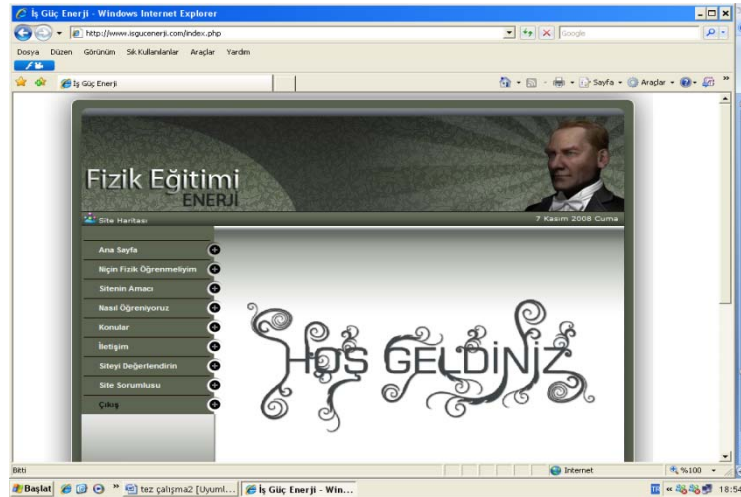 İş Güç Enerji - Windows Internet Explorer
http://www.isgucenerji.com/index.php
Google
Dosya Düzen Görünüm Sık Kullanılanlar Araçlar Yardım
İş Güç Enerji
Sayfa Araçlar
Fizik Eğitimi
ENERJİ
Site Haritası
7 Kasım 2008 Cuma
Ana Sayfa
Niçin Fizik Öğrenmeliyim
Sitenin Amacı
Nasıl Öğreniyoruz
Konular
İletişim
Siteyi Değerlendirin
Site Sorumlusu
Çıkış
HOŞ GELDİNİZ
Bitti
Internet
%100
Başlat
tez çalışma2 [Uyuml...
İş Güç Enerji - Win...
TR
18:54